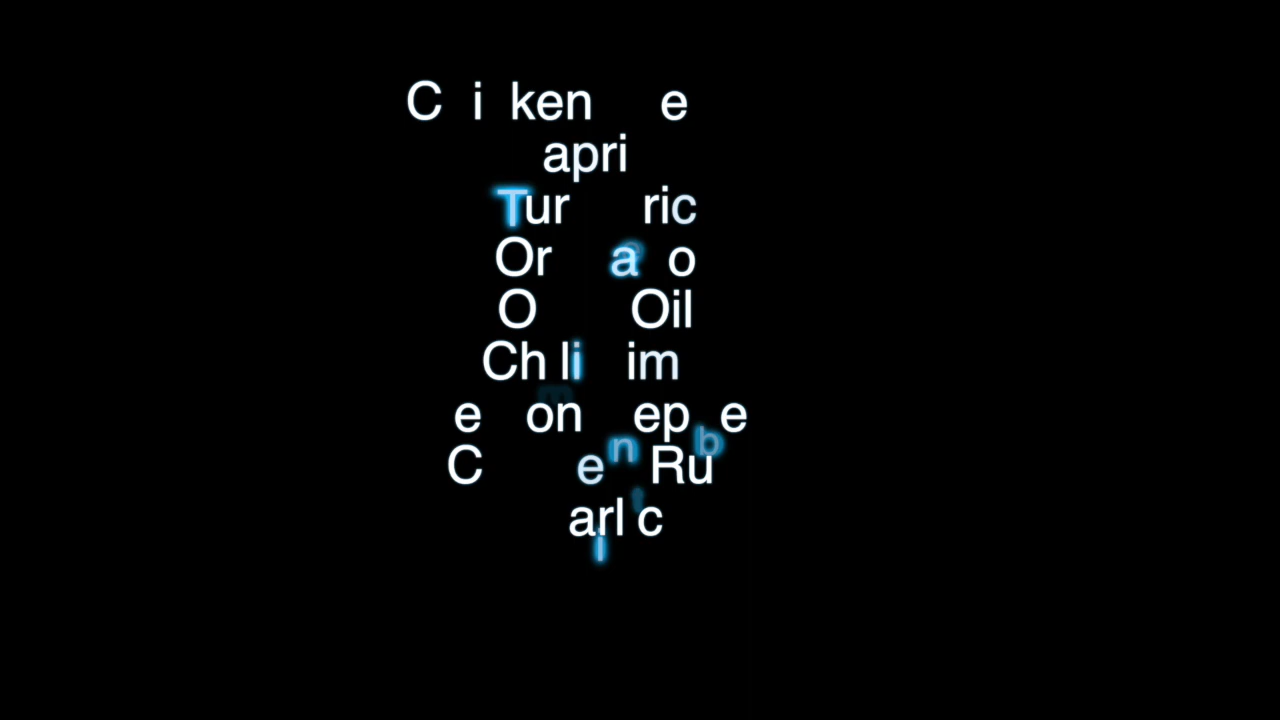 C i ken e
apri
Tur ric
Or a o
O Oil
Ch li im
e on ep e
C e n Ru b
arl c
i